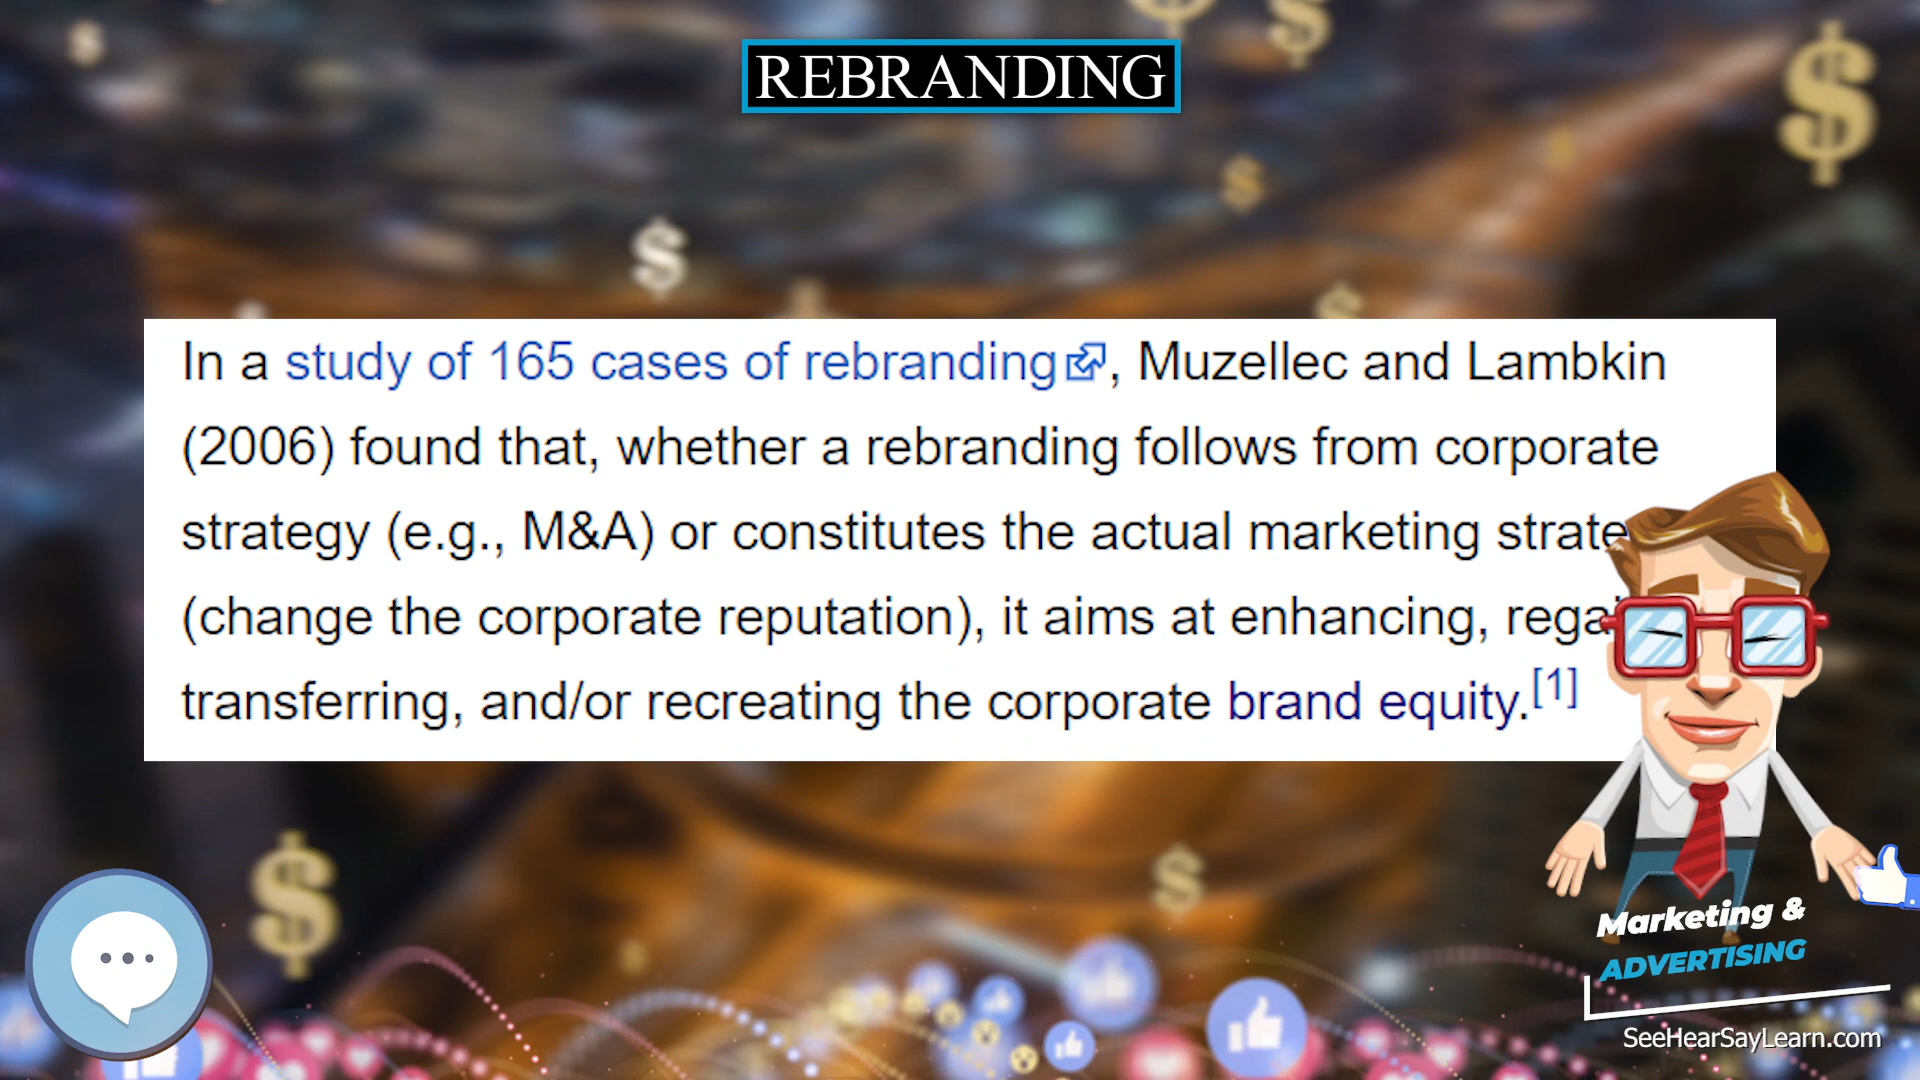 REBRANDING
In a study of 165 cases of rebranding, Muzellec and Lambkin
(2006) found that, whether a rebranding follows from corporate
strategy (e.g., M&A) or constitutes the actual marketing
(change the corporate reputation), it aims at enhancing,
transferring, and/or recreating the corporate brand equity.[1]
Marketing &
ADVERTISING
SeeHearSayLearn.com